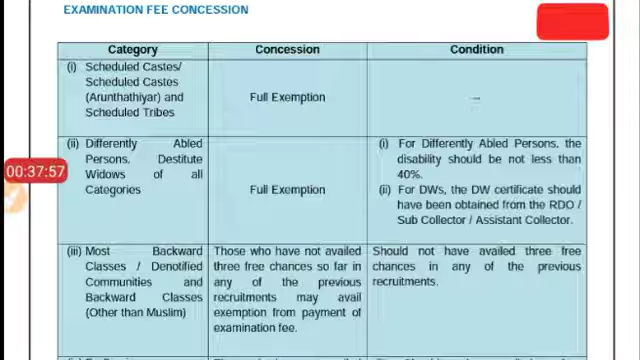 EXAMINATION FEE CONCESSION
Category Concession Condition
(i) Scheduled Castes/
Scheduled Castes
(Arunthathiyar) and
Scheduled Tribes
Full Exemption
--
(ii) Differently Abled
Persons, Destitute
Widows of all
Categories
Full Exemption
(i) For Differently Abled Persons, the
disability should be not less than
40%.
(ii) For DWs, the DW certificate should
have been obtained from the RDO /
Sub Collector / Assistant Collector.
00:37:57
(iii) Most Backward
Classes / Denotified
Communities and
Backward Classes
(Other than Muslim)
Those who have not availed
three free chances so far in
any of the previous
recruitments may avail
exemption from payment of
examination fee.
Should not have availed three free
chances in any of the previous
recruitments.